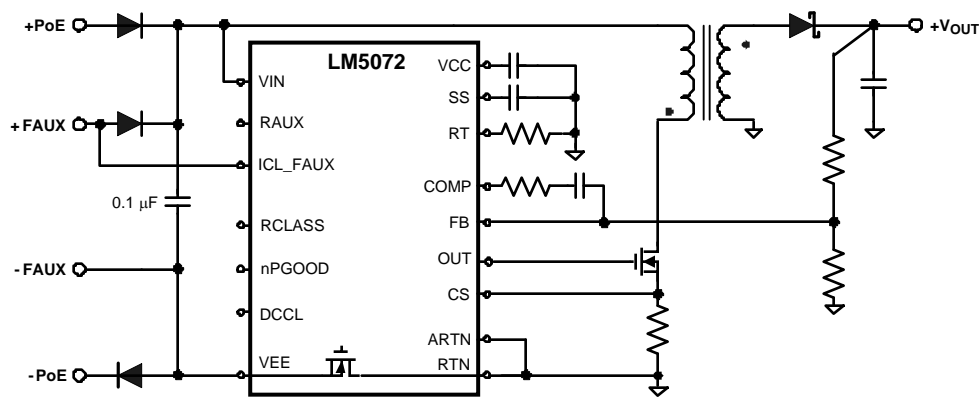 +PoE
+VOUT
LM5072
VIN
VCC
SS
+FAUX
RAUX
RT
ICL_FAUX
COMP
0.1 μF
RCLASS
FB
-FAUX
nPGOOD
OUT
DCCL
CS
-PoE
VEE
ARTN
RTN